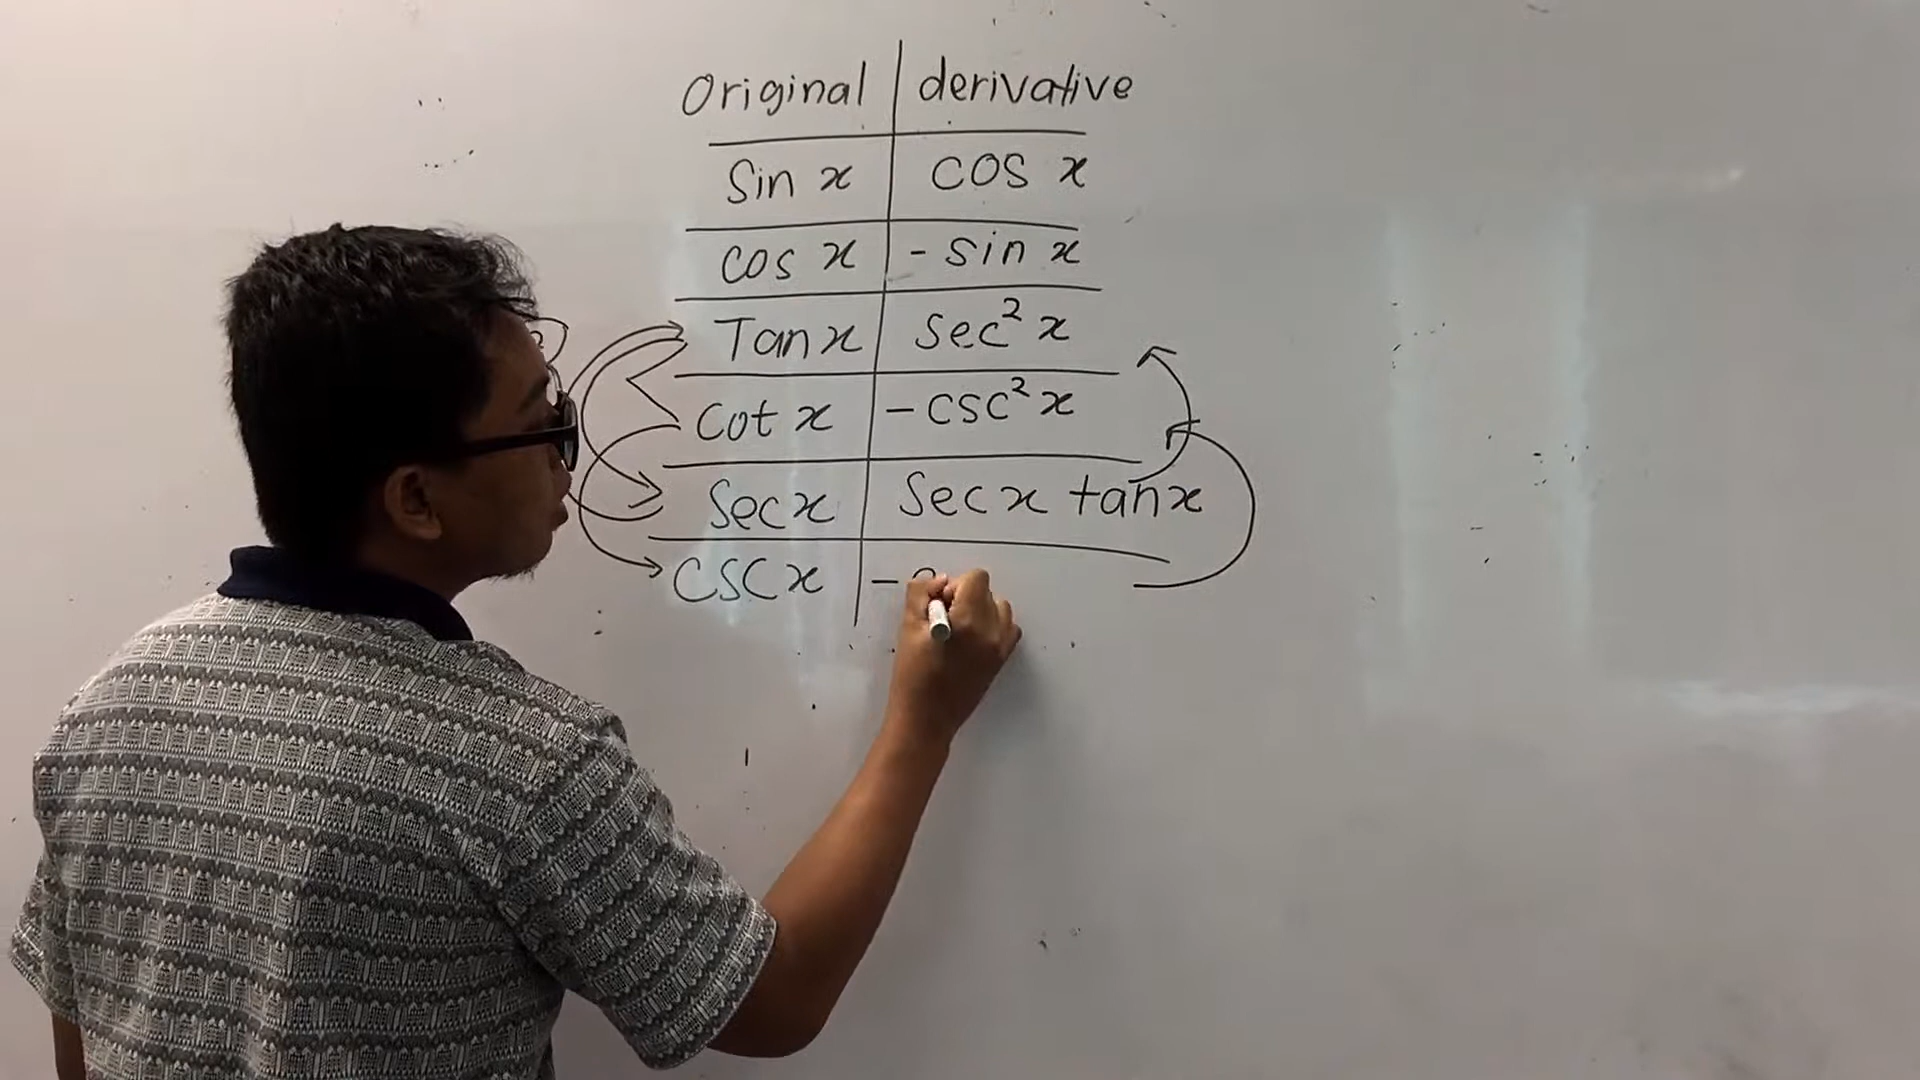 Original derivative
Sin x cos x
cos x - sin x
Tan x sec² x
cot x - csc² x
Sec x Sec x tan x
CSC x -